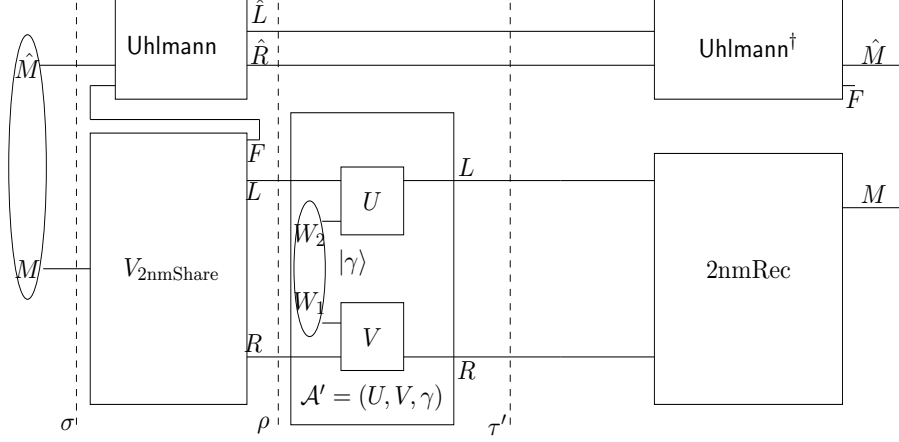 L̂
Uhlmann
R̂
Uhlmann†
M̂
M̂
F
F
L
L
M
U
W₂
|γ⟩
M
V₂ₙₘShare
2nmRec
W₁
V
R
R
𝒜′ = (U, V, γ)
σ
ρ
τ′